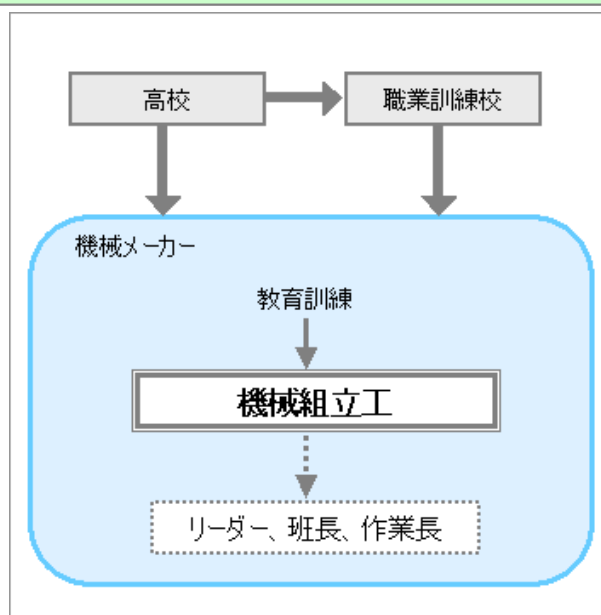 高校
職業訓練校
機械メーカー
教育訓練
機械組立工
リーダー、班長、作業長